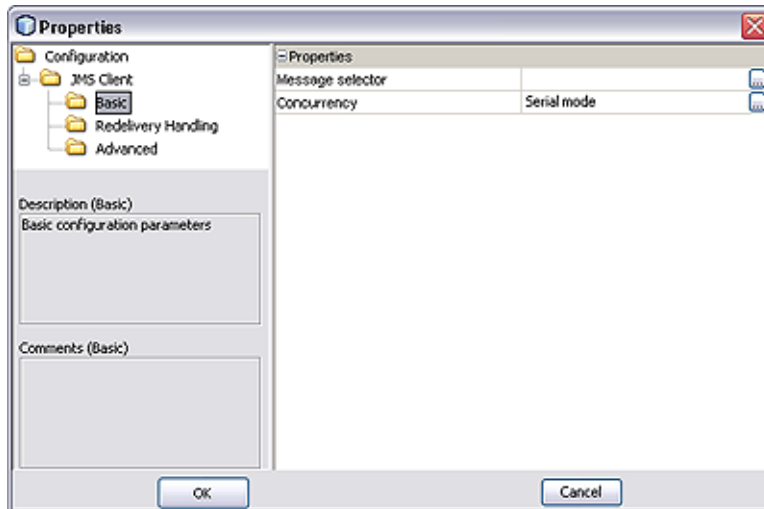 Properties
Configuration
JMS Client
Basic
Redelivery Handling
Advanced
Description (Basic)
Basic configuration parameters
Comments (Basic)
Properties
Message selector
...
Concurrency Serial mode ...
OK Cancel